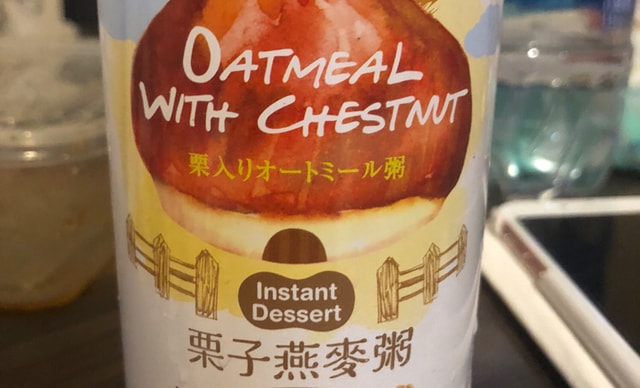 OATMEAL
WITH CHESTNUT
栗入りオートミール粥
Instant
Dessert
栗子燕麥粥